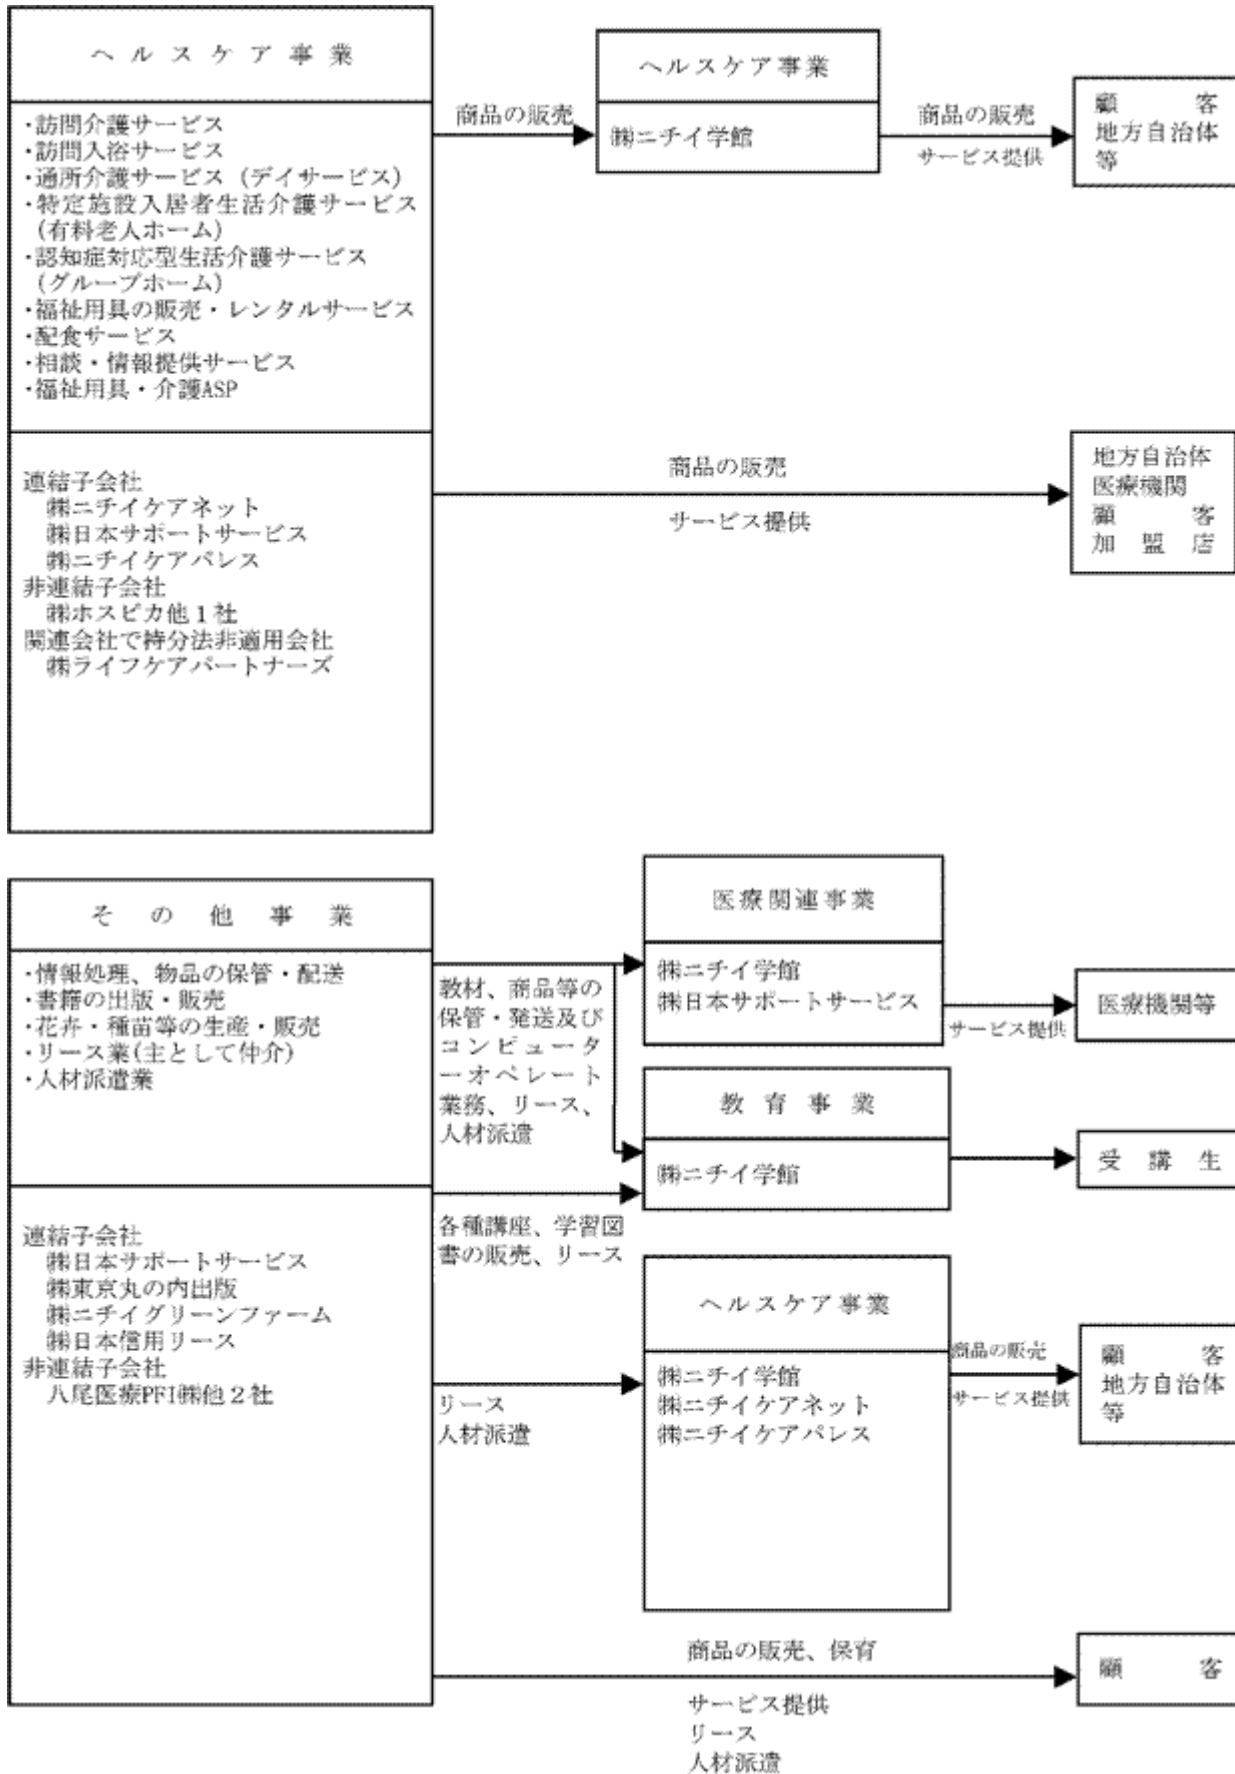 ヘルスケア事業
・訪問介護サービス
・訪問入浴サービス
・通所介護サービス(デイサービス)
・特定施設入居者生活介護サービス
(有料老人ホーム)
・認知症対応型生活介護サービス
(グループホーム)
・福祉用具の販売・レンタルサービス
・配食サービス
・相談・情報提供サービス
・福祉用具・介護ASP
連結子会社
㈱ニチイケアネット
㈱日本サポートサービス
㈱ニチイケアパレス
非連結子会社
㈱ホスピカ他1社
関連会社で持分法非適用会社
㈱ライフケアパートナーズ
商品の販売
ヘルスケア事業
㈱ニチイ学館
商品の販売
サービス提供
顧客
地方自治体
等
商品の販売
サービス提供
地方自治体
医療機関
顧客
加盟店
その他事業
・情報処理、物品の保管・配送
・書籍の出版・販売
・花卉・種苗等の生産・販売
・リース業(主として仲介)
・人材派遣業
連結子会社
㈱日本サポートサービス
㈱東京丸の内出版
㈱ニチイグリーンファーム
㈱日本信用リース
非連結子会社
八尾医療PFI㈱他2社
教材、商品等の
保管・発送及び
コンピュータ
ーオペレート
業務、リース、
人材派遣
医療関連事業
㈱ニチイ学館
㈱日本サポートサービス
サービス提供
医療機関等
教育事業
㈱ニチイ学館
受講生
各種講座、学習図
書の販売、リース
ヘルスケア事業
㈱ニチイ学館
㈱ニチイケアネット
㈱ニチイケアパレス
リース
人材派遣
商品の販売
サービス提供
顧客
地方自治体
等
商品の販売、保育
サービス提供
リース
人材派遣
顧客